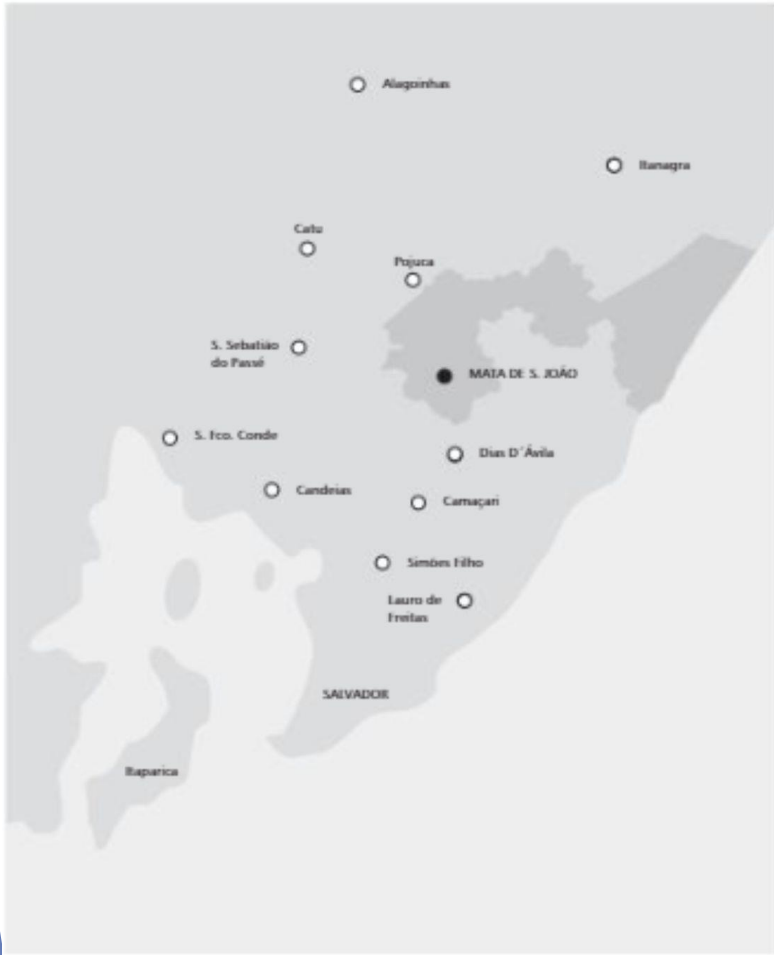 Alagoinhas
Itanagra
Catu
Pojuca
S. Sebatião
do Passé
MATA DE S. JOÃO
S. Fco. Conde
Dias D´Ávila
Candeias
Camaçari
Simões Filho
Lauro de
Freitas
SALVADOR
Itaparica